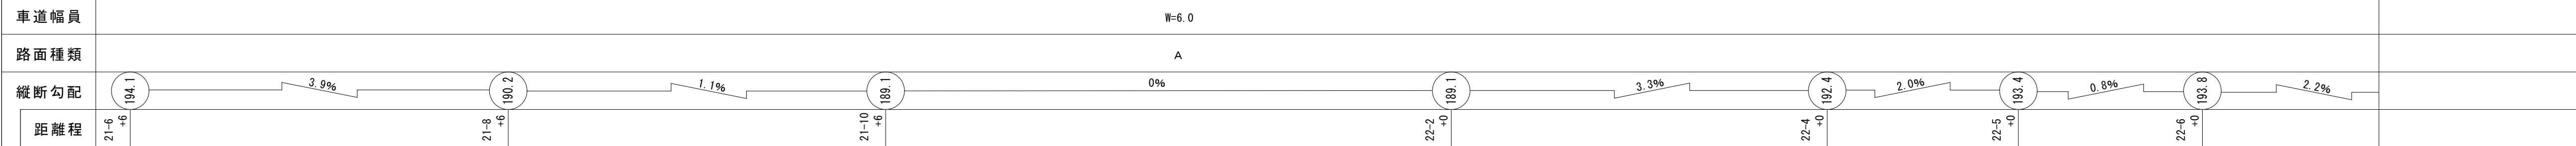 車道幅員 W=6.0
路面種類 A
縦断勾配 194.1 3.9% 190.2 1.1% 189.1 0% 189.1 3.3% 192.4 2.0% 193.4 0.8% 193.8 2.2%
距離程 21-6 +6 21-8 +6 21-10 +6 22-2 +0 22-4 +0 22-5 +0 22-6 +0